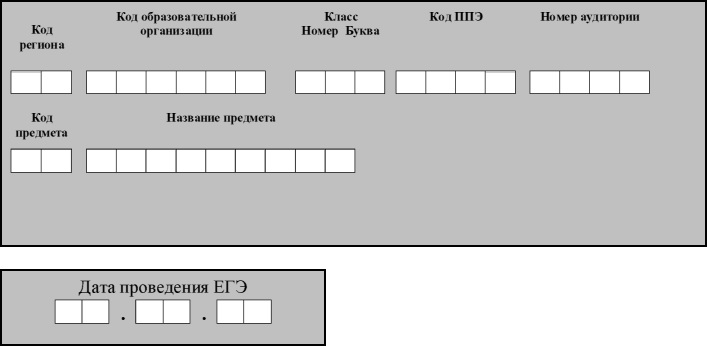 Код образовательной Класс Код ППЭ Номер аудитории
Код организации Номер Буква
региона
Код Название предмета
предмета
Дата проведения ЕГЭ
. .